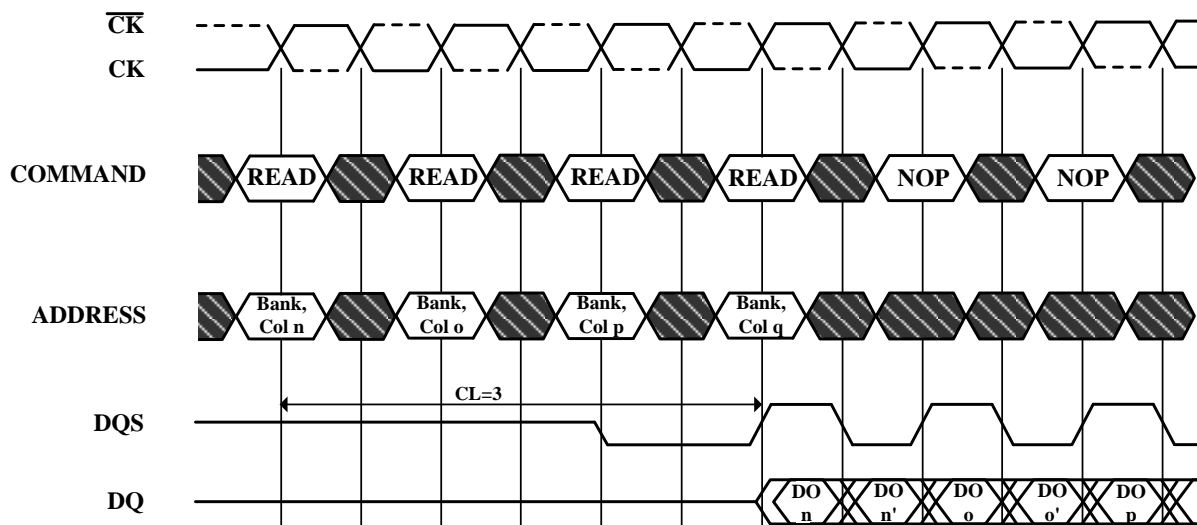 CK
CK
COMMAND READ READ READ READ NOP NOP
ADDRESS Bank, Col n Bank, Col o Bank, Col p Bank, Col q
CL=3
DQS
DQ DO n DO n' DO o DO o' DO p